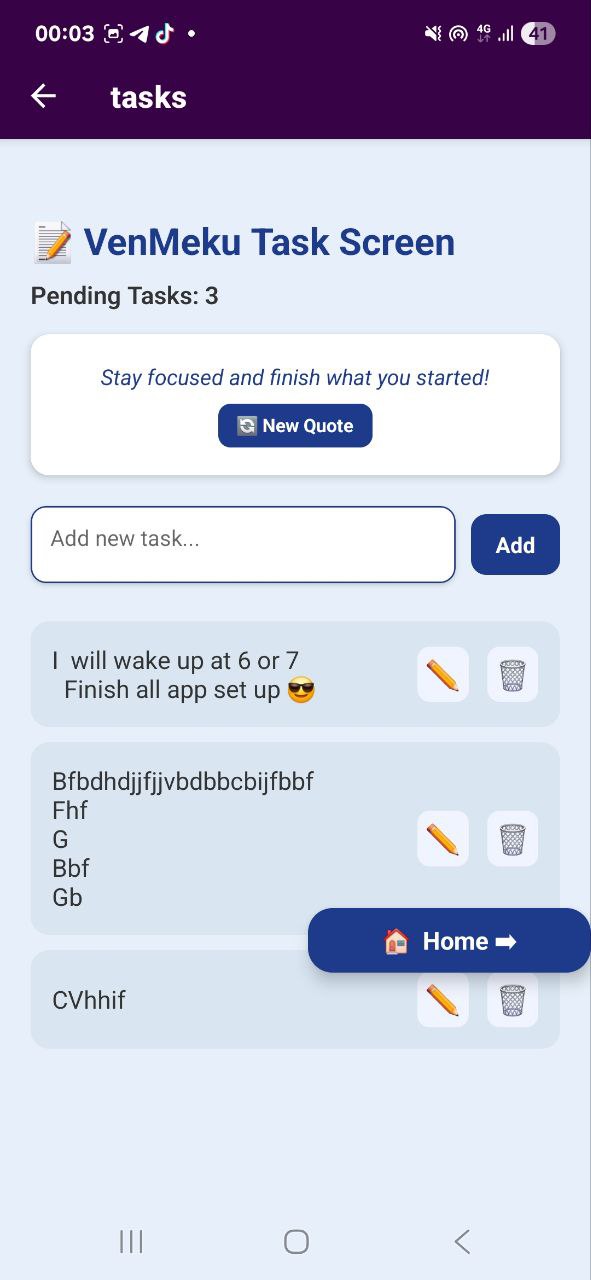 00:03
4G
41
tasks
VenMeku Task Screen
Pending Tasks: 3
Stay focused and finish what you started!
New Quote
Add new task...
Add
I  will wake up at 6 or 7
Finish all app set up 😎
Bfbdhdjjfjjvbdbbcbijfbbf
Fhf
G
Bbf
Gb
Home ➡
CVhhif